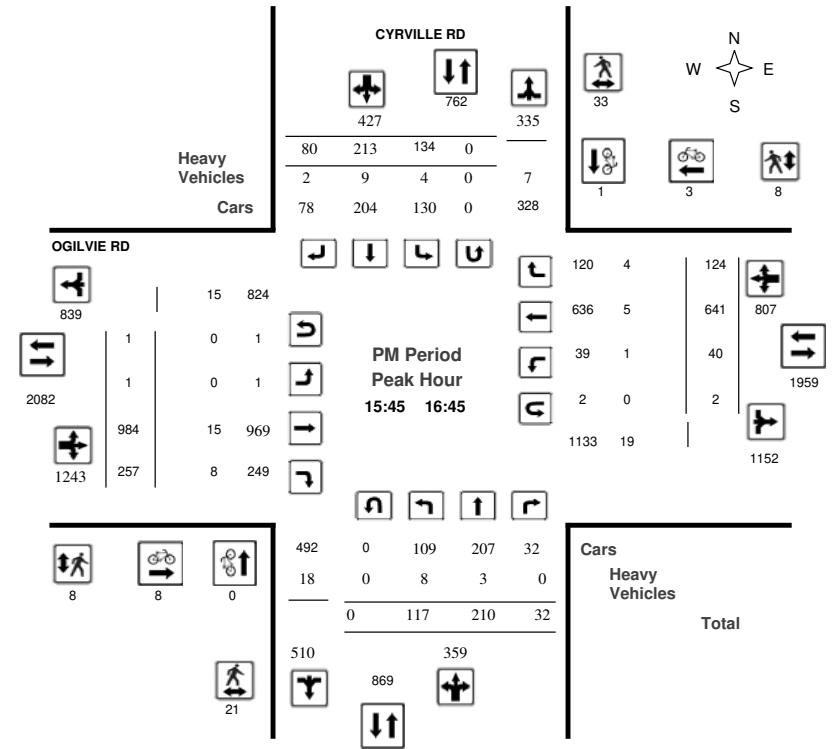 CYRVILLE RD
N
W E
S
762
33
427 335
80 213 134 0
Heavy
Vehicles 2 9 4 0 7
Cars 78 204 130 0 328
1 3 8
OGILVIE RD
839
15 824
120 4 124
636 5 641 807
1 0 1
2082
1 0 1
39 1 40
1959
2 0 2
PM Period
Peak Hour
15:45 16:45
984 15 969
1243
257 8 249
1133 19
1152
492 0 109 207 32 Cars
18 0 8 3 0 Heavy
Vehicles
0 117 210 32 Total
8 8 0
510 359
869
21